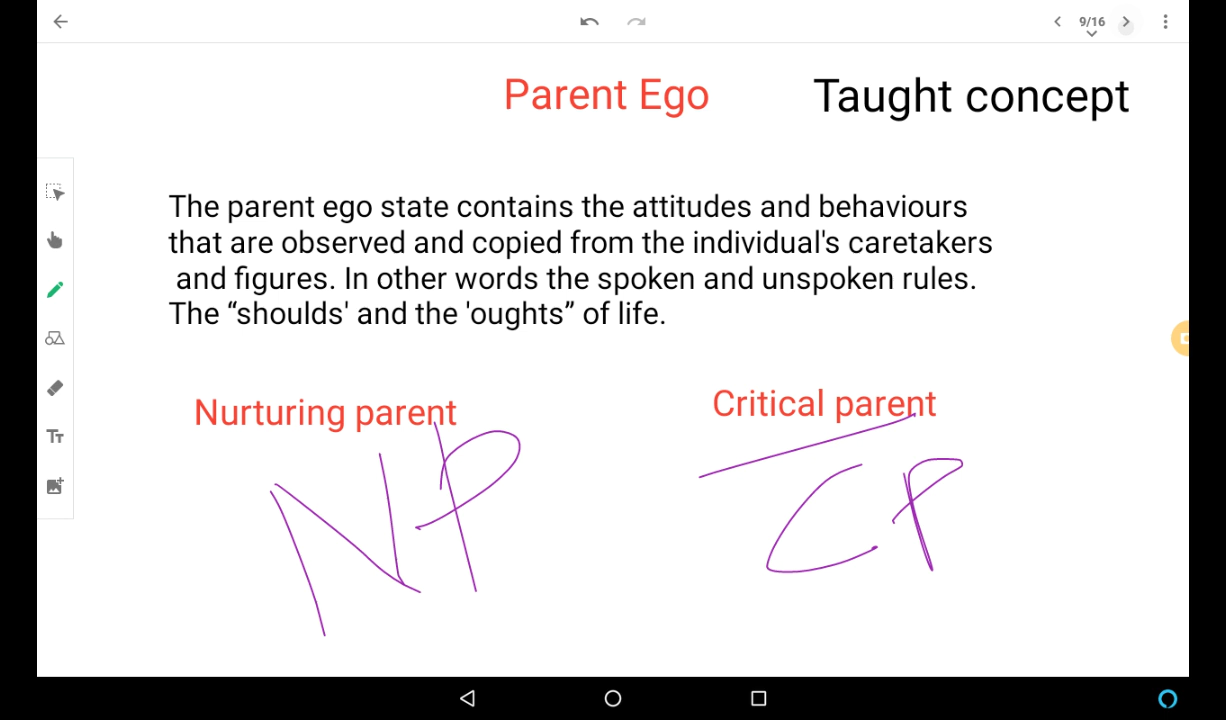 9/16
Parent Ego Taught concept
The parent ego state contains the attitudes and behaviours
that are observed and copied from the individual's caretakers
and figures. In other words the spoken and unspoken rules.
The “shoulds' and the 'oughts” of life.
Nurturing parent Critical parent
NP CP
Tт